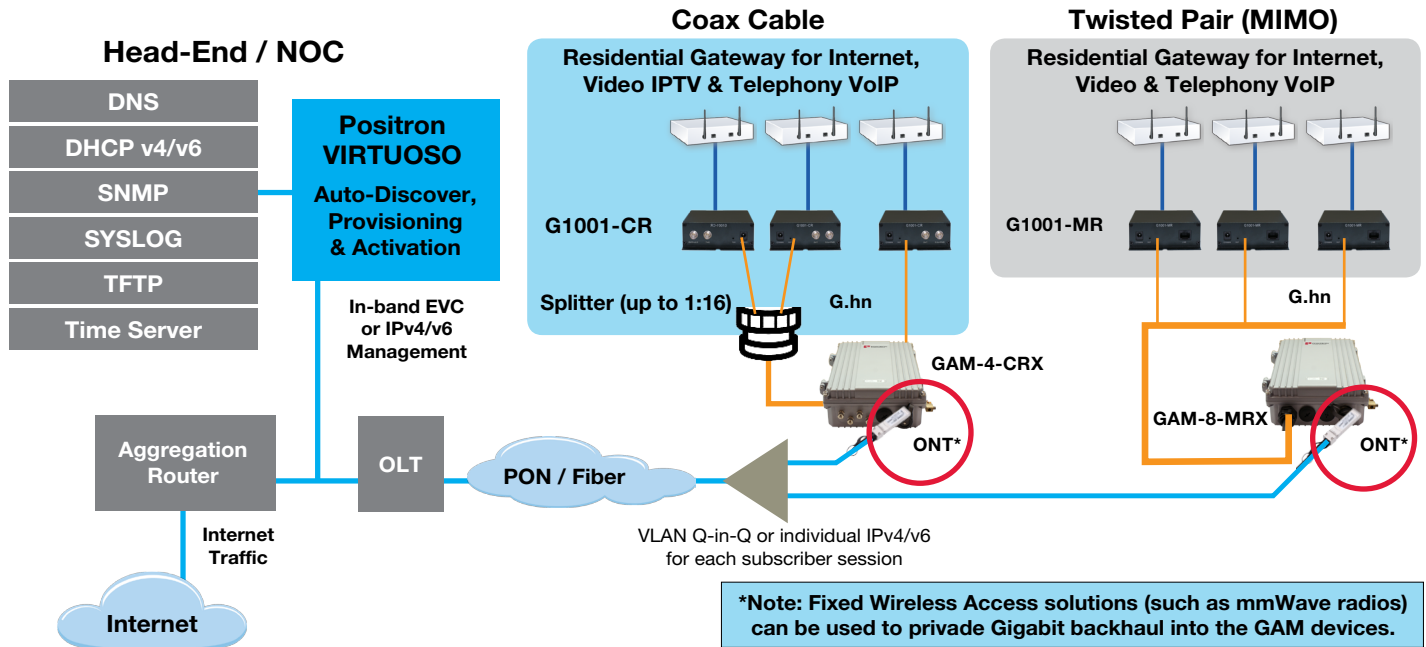 Coax Cable
Twisted Pair (MIMO)
Head-End / NOC
DNS
DHCP v4/v6
SNMP
SYSLOG
TFTP
Time Server
Positron
VIRTUOSO
Auto-Discover,
Provisioning
& Activation
In-band EVC
or IPv4/v6
Management
Residential Gateway for Internet,
Video IPTV & Telephony VoIP
G1001-CR
Splitter (up to 1:16)
G.hn
GAM-4-CRX
ONT*
Residential Gateway for Internet,
Video & Telephony VoIP
G1001-MR
G.hn
GAM-8-MRX
ONT*
Aggregation
Router
OLT
PON / Fiber
Internet
Traffic
Internet
VLAN Q-in-Q or individual IPv4/v6
for each subscriber session
*Note: Fixed Wireless Access solutions (such as mmWave radios)
can be used to privade Gigabit backhaul into the GAM devices.